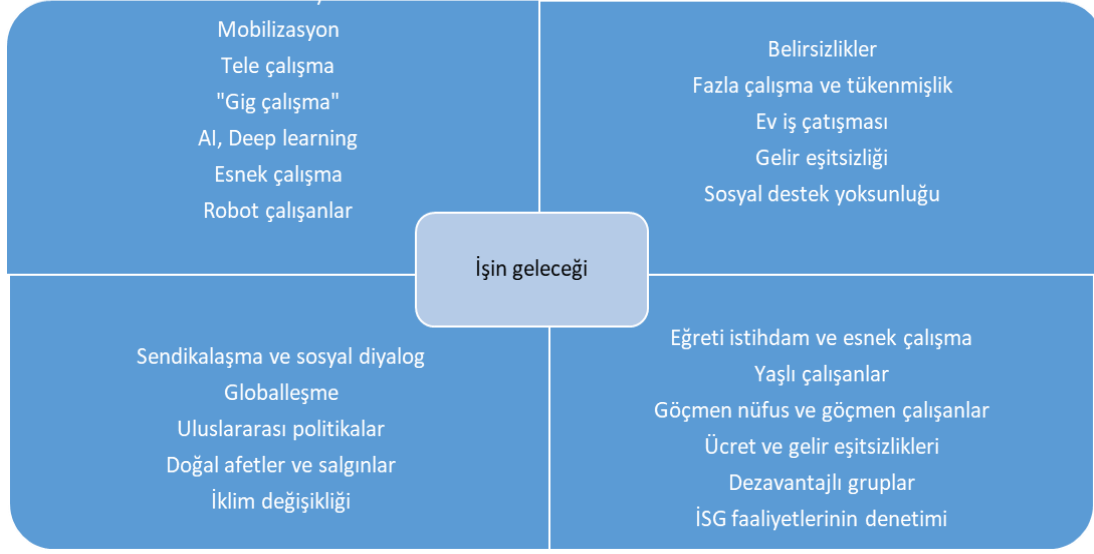 Mobilizasyon
Tele çalışma
"Gig çalışma"
AI, Deep learning
Esnek çalışma
Robot çalışanlar
Belirsizlikler
Fazla çalışma ve tükenmişlik
Ev iş çatışması
Gelir eşitsizliği
Sosyal destek yoksunluğu
İşin geleceği
Sendikalaşma ve sosyal diyalog
Globalleşme
Uluslararası politikalar
Doğal afetler ve salgınlar
İklim değişikliği
Eğreti istihdam ve esnek çalışma
Yaşlı çalışanlar
Göçmen nüfus ve göçmen çalışanlar
Ücret ve gelir eşitsizlikleri
Dezavantajlı gruplar
İSG faaliyetlerinin denetimi